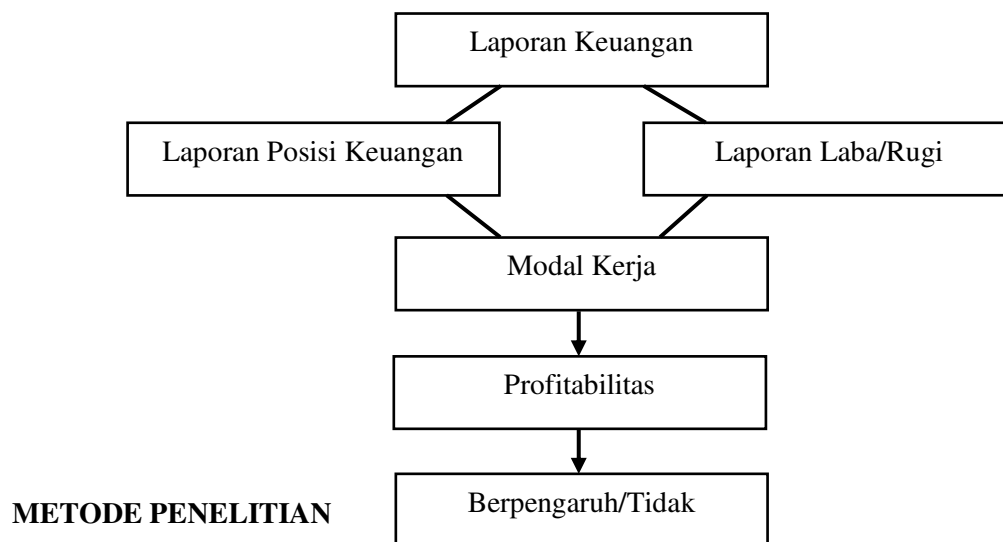 Laporan Keuangan
Laporan Posisi Keuangan
Laporan Laba/Rugi
Modal Kerja
Profitabilitas
Berpengaruh/Tidak
METODE PENELITIAN